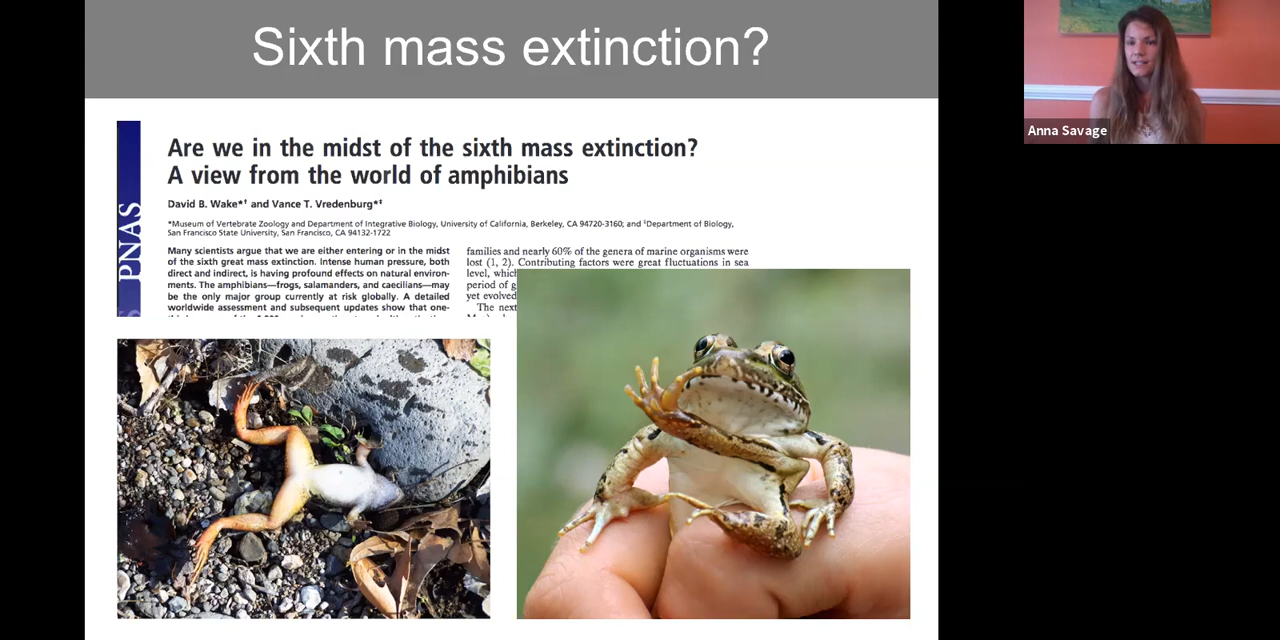 Sixth mass extinction?
Anna Savage
PNAS
Are we in the midst of the sixth mass extinction?
A view from the world of amphibians
David B. Wake*† and Vance T. Vredenburg*‡
*Museum of Vertebrate Zoology and Department of Integrative Biology, University of California, Berkeley, CA 94720-3160; and ‡Department of Biology,
San Francisco State University, San Francisco, CA 94132-1722
Many scientists argue that we are either entering or in the midst
of the sixth great mass extinction. Intense human pressure, both
direct and indirect, is having profound effects on natural environ-
ments. The amphibians—frogs, salamanders, and caecilians—may
be the only major group currently at risk globally. A detailed
worldwide assessment and subsequent updates show that one-
families and nearly 60% of the genera of marine organisms were
lost (1, 2). Contributing factors were great fluctuations in sea
level, which
period of g
yet evolved
The next